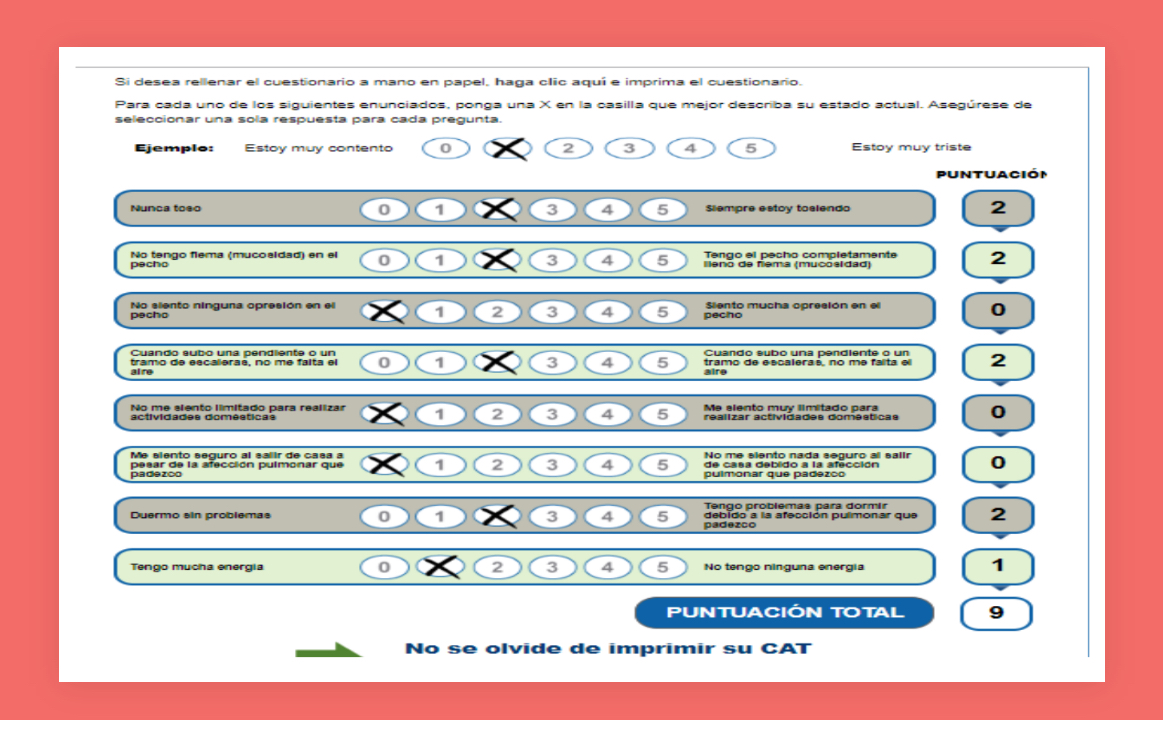 Si desea rellenar el cuestionario a mano en papel, haga clic aquí e imprima el cuestionario.
Para cada uno de los siguientes enunciados, ponga una X en la casilla que mejor describa su estado actual. Asegúrese de
seleccionar una sola respuesta para cada pregunta.
Ejemplo: Estoy muy contento 0 X 2 3 4 5 Estoy muy triste
PUNTUACIÓN
Nunca toso 0 1 X 3 4 5 Siempre estoy tosiendo 2
No tengo flema (mucosidad) en el
pecho 0 1 X 3 4 5 Tengo el pecho completamente
lleno de flema (mucosidad) 2
No siento ninguna opresión en el
pecho X 1 2 3 4 5 Siento mucha opresión en el
pecho 0
Cuando subo una pendiente o un
tramo de escaleras, no me falta el
aire 0 1 X 3 4 5 Cuando subo una pendiente o un
tramo de escaleras, no me falta el
aire 2
No me siento limitado para realizar
actividades domésticas X 1 2 3 4 5 Me siento muy limitado para
realizar actividades domésticas 0
Me siento seguro al salir de casa a
pesar de la afección pulmonar que
padezco X 1 2 3 4 5 No me siento nada seguro al salir
de casa debido a la afección
pulmonar que padezco 0
Duermo sin problemas 0 1 X 3 4 5 Tengo problemas para dormir
debido a la afección pulmonar que
padezco 2
Tengo mucha energía 0 X 2 3 4 5 No tengo ninguna energía 1
PUNTUACIÓN TOTAL 9
No se olvide de imprimir su CAT